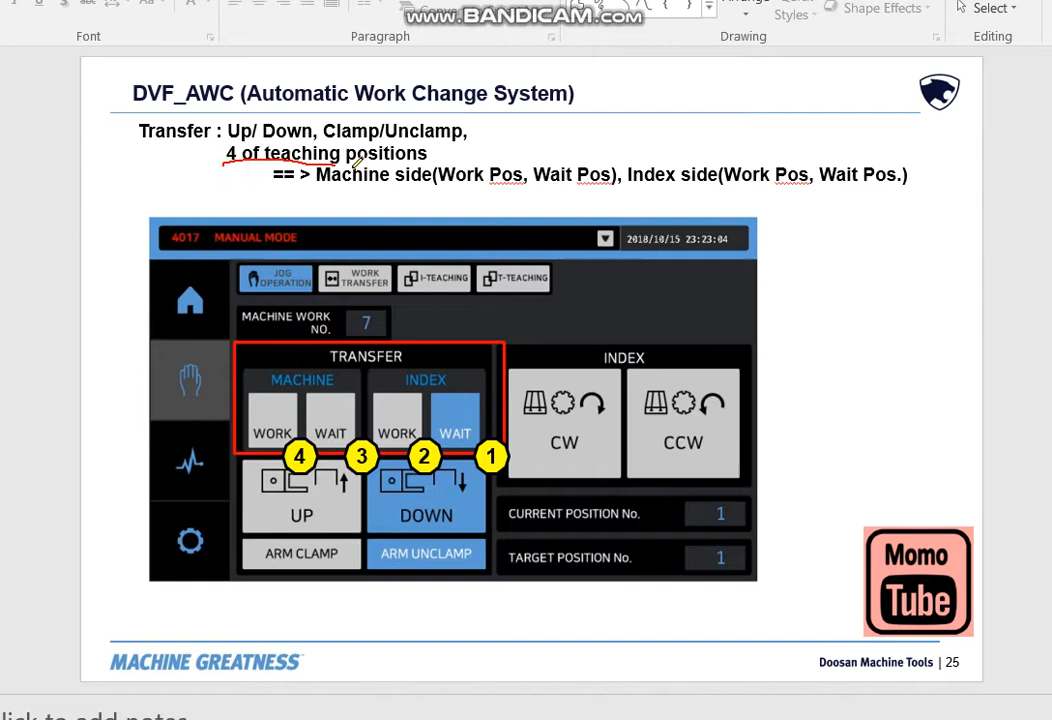 www.BANDICAM.com
Styles
Shape Effects
Select
Font
Paragraph
Drawing
Editing
DVF_AWC (Automatic Work Change System)
Transfer : Up/ Down, Clamp/Unclamp,
4 of teaching positions
== > Machine side(Work Pos, Wait Pos), Index side(Work Pos, Wait Pos.)
4017 MANUAL MODE
2018/10/15 23:23:04
JOG OPERATION
WORK TRANSFER
I-TEACHING
T-TEACHING
MACHINE WORK NO. 7
TRANSFER
INDEX
MACHINE
INDEX
WORK
WAIT
WORK
WAIT
CW
CCW
4
3
2
1
UP
DOWN
CURRENT POSITION No. 1
ARM CLAMP
ARM UNCLAMP
TARGET POSITION No. 1
Momo
Tube
MACHINE GREATNESS
Doosan Machine Tools | 25